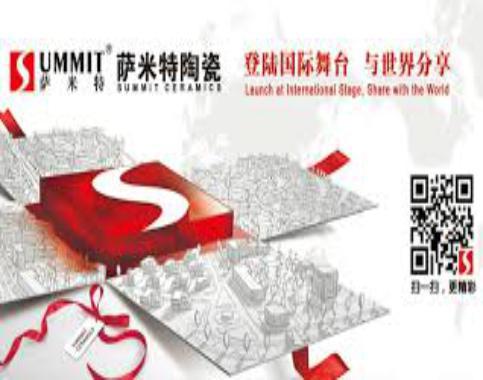 SUMMIT®
萨米特
萨米特陶瓷
SUMMIT CERAMICS
登陆国际舞台 与世界分享
Launch at International Stage, Share with the World
扫一扫，更精彩